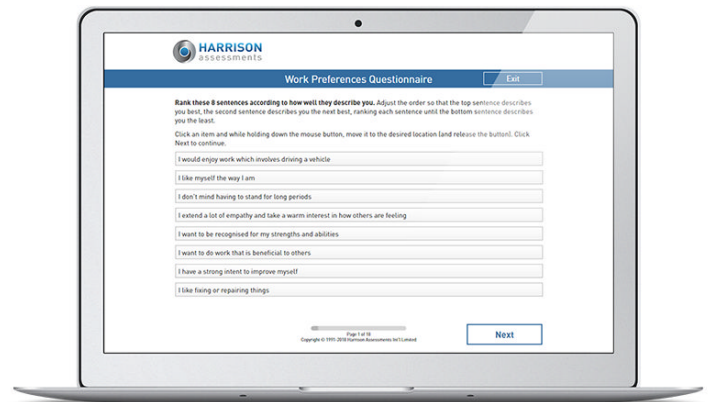 HARRISON
assessments
Work Preferences Questionnaire
Exit
Rank these 8 sentences according to how well they describe you. Adjust the order so that the top sentence describes
you best, the second sentence describes you the next best, ranking each sentence until the bottom sentence describes
you the least.
Click an item and while holding down the mouse button, move it to the desired location (and release the button). Click
Next to continue.
I would enjoy work which involves driving a vehicle
I like myself the way I am
I don't mind having to stand for long periods
I extend a lot of empathy and take a warm interest in how others are feeling
I want to be recognised for my strengths and abilities
I want to do work that is beneficial to others
I have a strong intent to improve myself
I like fixing or repairing things
Page 1 of 18
Copyright © 1991-2018 Harrison Assessments Int'l Limited
Next